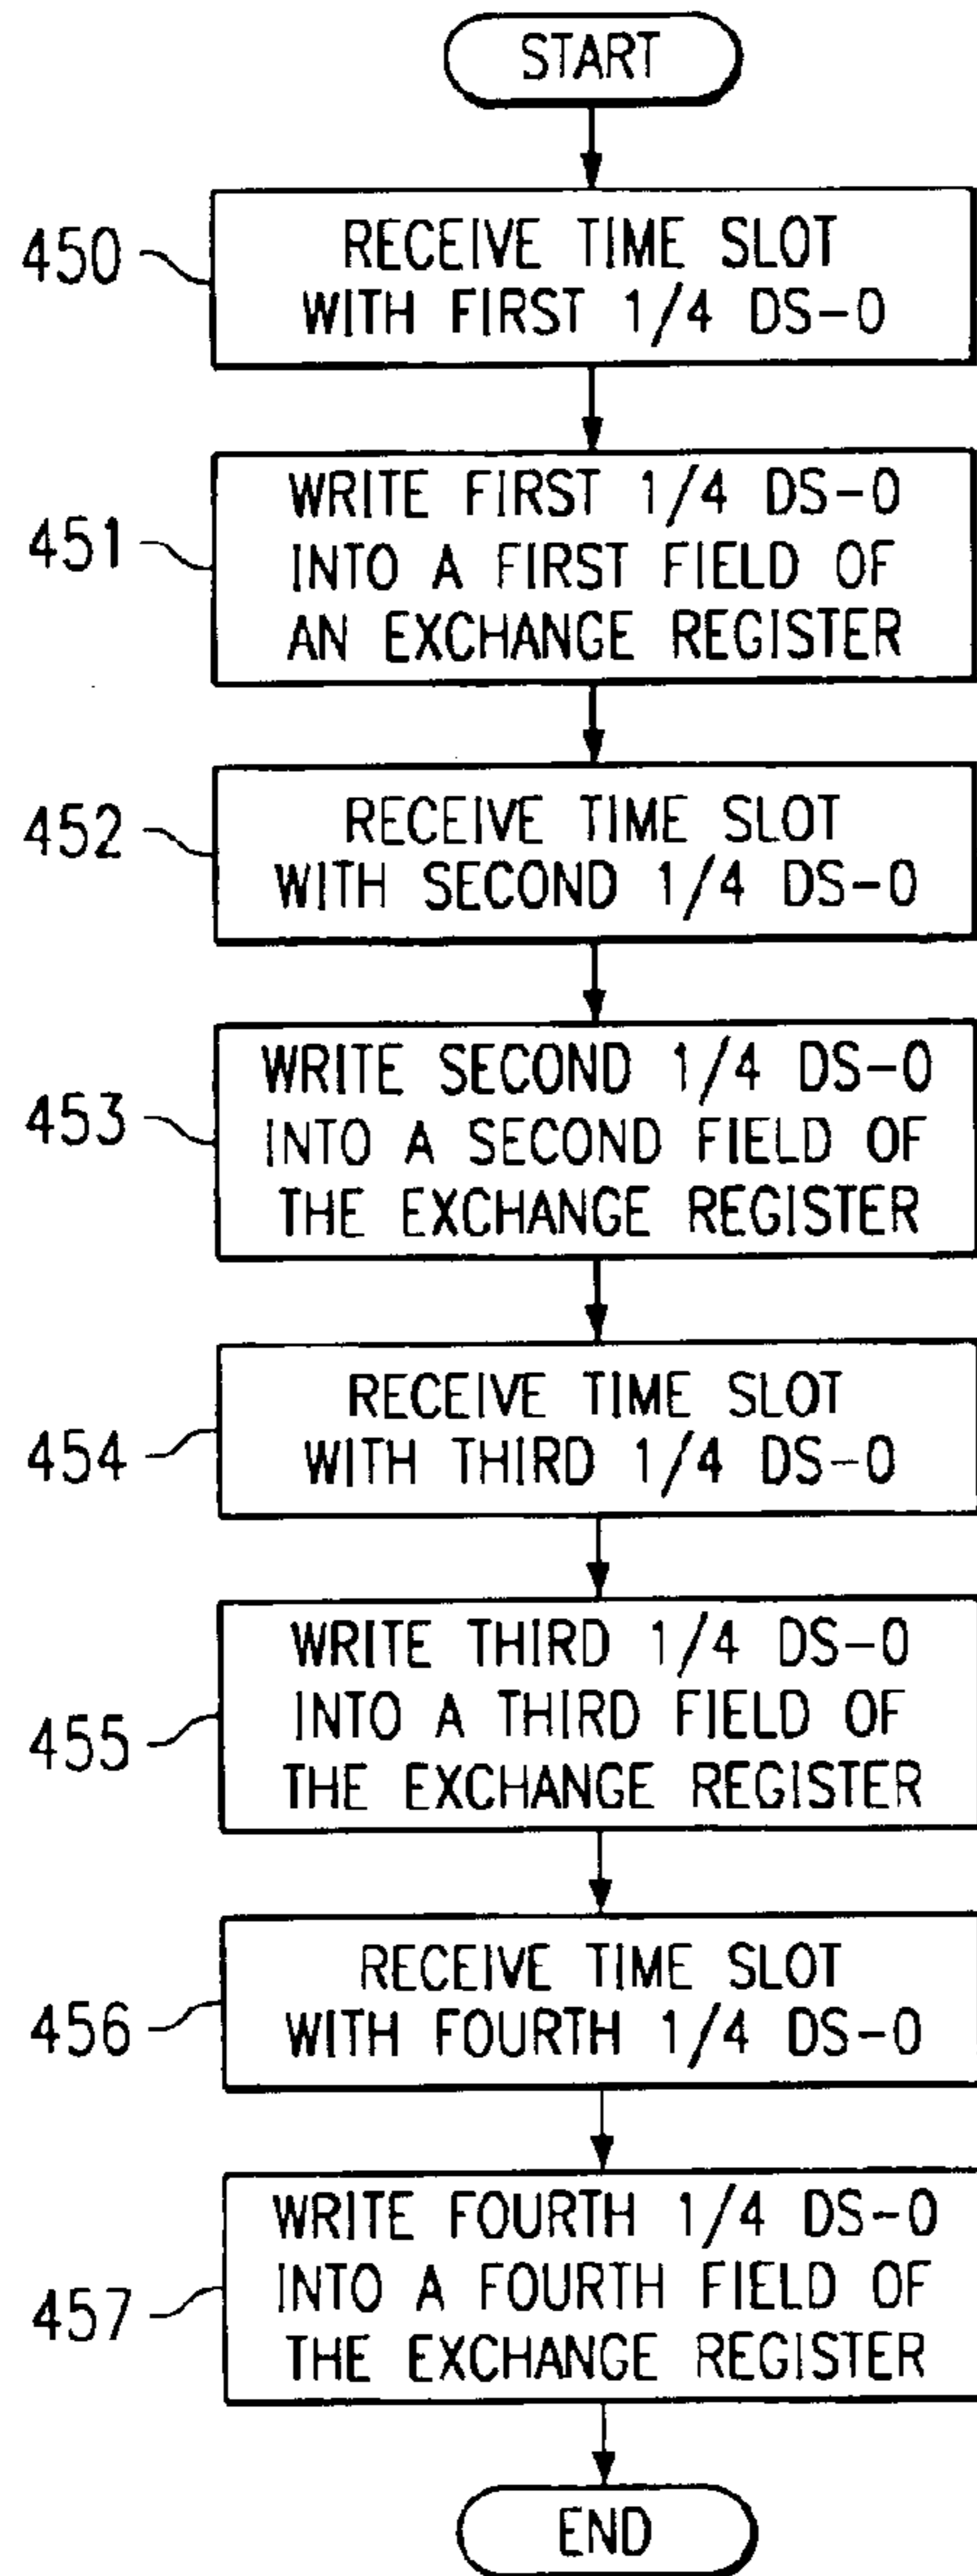 START
450
RECEIVE TIME SLOT
WITH FIRST 1/4 DS-0
451
WRITE FIRST 1/4 DS-0
INTO A FIRST FIELD OF
AN EXCHANGE REGISTER
452
RECEIVE TIME SLOT
WITH SECOND 1/4 DS-0
453
WRITE SECOND 1/4 DS-0
INTO A SECOND FIELD OF
THE EXCHANGE REGISTER
454
RECEIVE TIME SLOT
WITH THIRD 1/4 DS-0
455
WRITE THIRD 1/4 DS-0
INTO A THIRD FIELD OF
THE EXCHANGE REGISTER
456
RECEIVE TIME SLOT
WITH FOURTH 1/4 DS-0
457
WRITE FOURTH 1/4 DS-0
INTO A FOURTH FIELD OF
THE EXCHANGE REGISTER
END